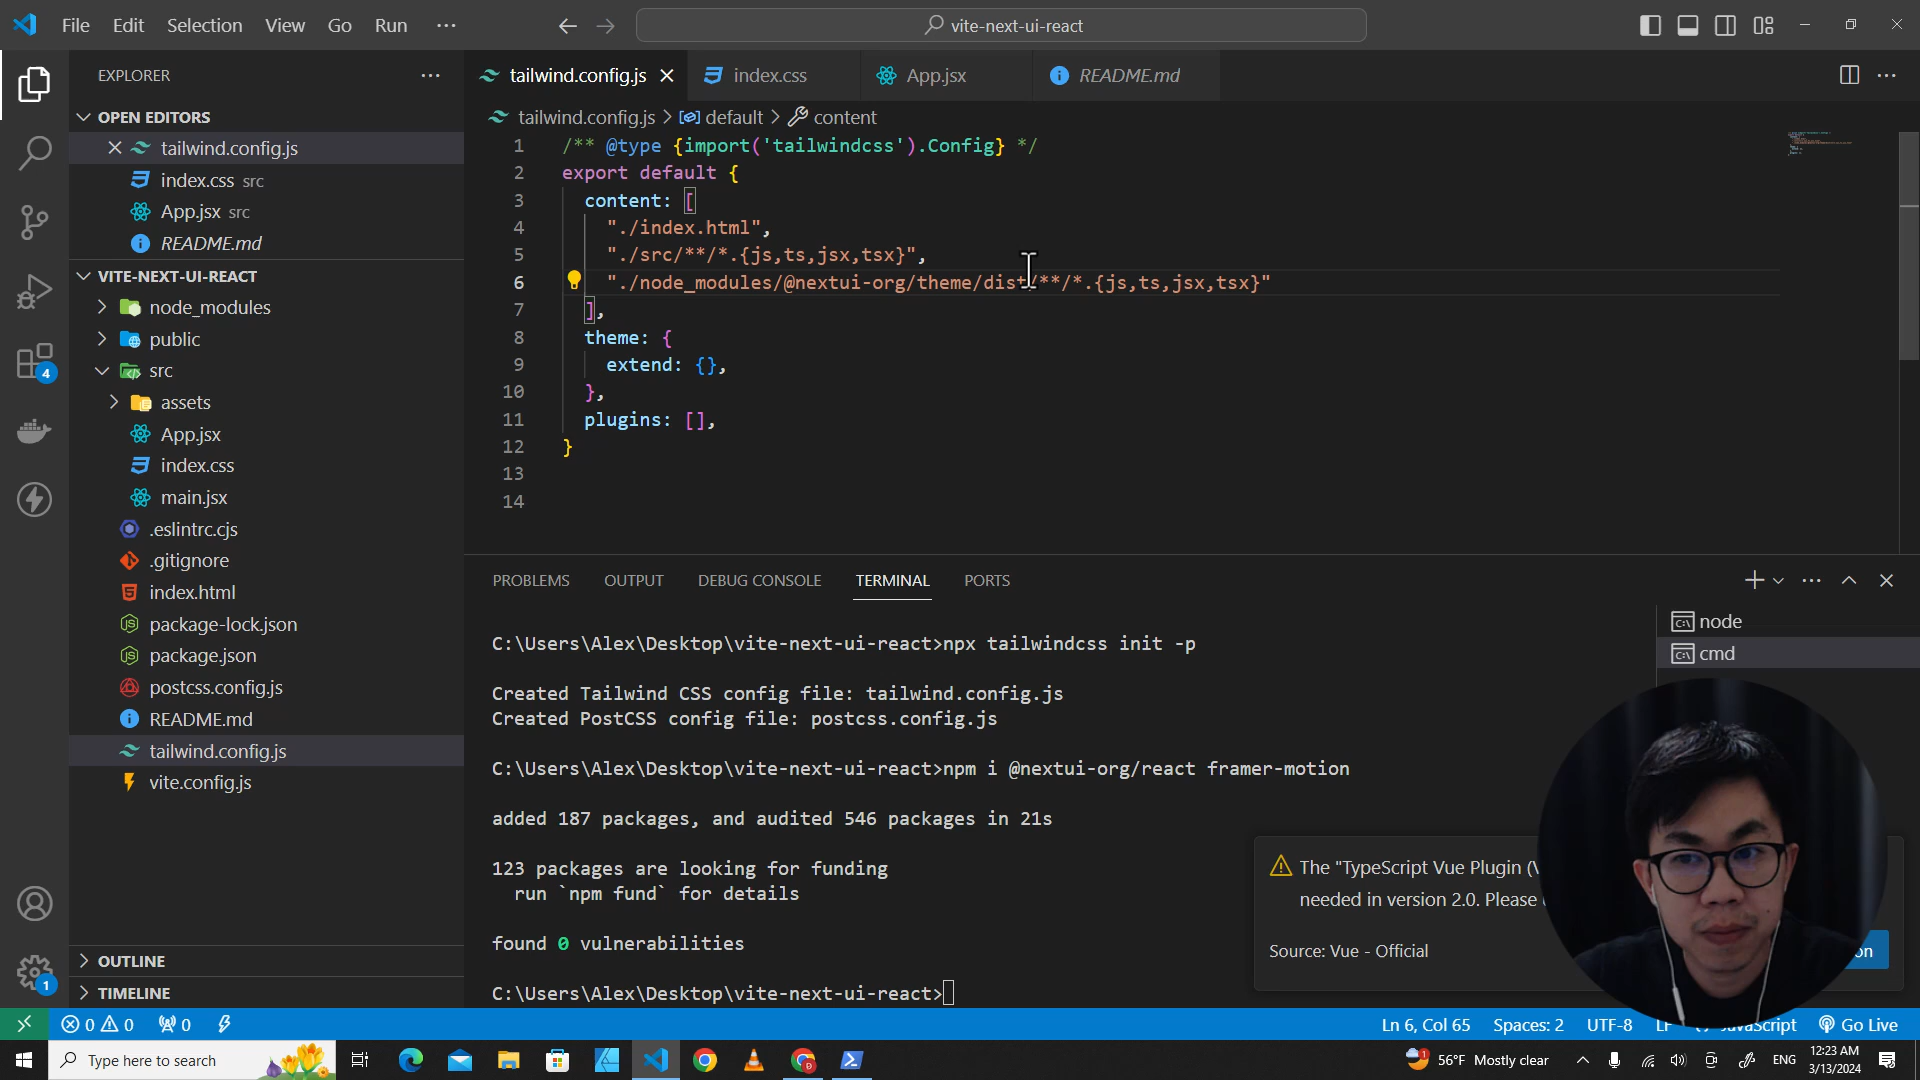 File Edit Selection View Go Run ···
vite-next-ui-react
EXPLORER
OPEN EDITORS
tailwind.config.js
index.css src
App.jsx src
README.md
VITE-NEXT-UI-REACT
node_modules
public
src
assets
App.jsx
index.css
main.jsx
.eslintrc.cjs
.gitignore
index.html
package-lock.json
package.json
postcss.config.js
README.md
tailwind.config.js
vite.config.js
OUTLINE
TIMELINE
4
1
tailwind.config.js index.css App.jsx README.md
tailwind.config.js > default > content
1 /** @type {import('tailwindcss').Config} */
2 export default {
3 content: [
4 "./index.html",
5 "./src/**/*.{js,ts,jsx,tsx}",
6 "./node_modules/@nextui-org/theme/dist/**/*.{js,ts,jsx,tsx}"
7 ],
8 theme: {
9 extend: {},
10 },
11 plugins: [],
12 }
13
14
PROBLEMS OUTPUT DEBUG CONSOLE TERMINAL PORTS
C:\Users\Alex\Desktop\vite-next-ui-react>npx tailwindcss init -p
Created Tailwind CSS config file: tailwind.config.js
Created PostCSS config file: postcss.config.js
C:\Users\Alex\Desktop\vite-next-ui-react>npm i @nextui-org/react framer-motion
added 187 packages, and audited 546 packages in 21s
123 packages are looking for funding
run `npm fund` for details
found 0 vulnerabilities
C:\Users\Alex\Desktop\vite-next-ui-react>
node
cmd
The "TypeScript Vue Plugin (V
needed in version 2.0. Please
Source: Vue - Official
on
0 0 0
Ln 6, Col 65 Spaces: 2 UTF-8 LF JavaScript Go Live
Type here to search
56°F Mostly clear
ENG
12:23 AM
3/13/2024